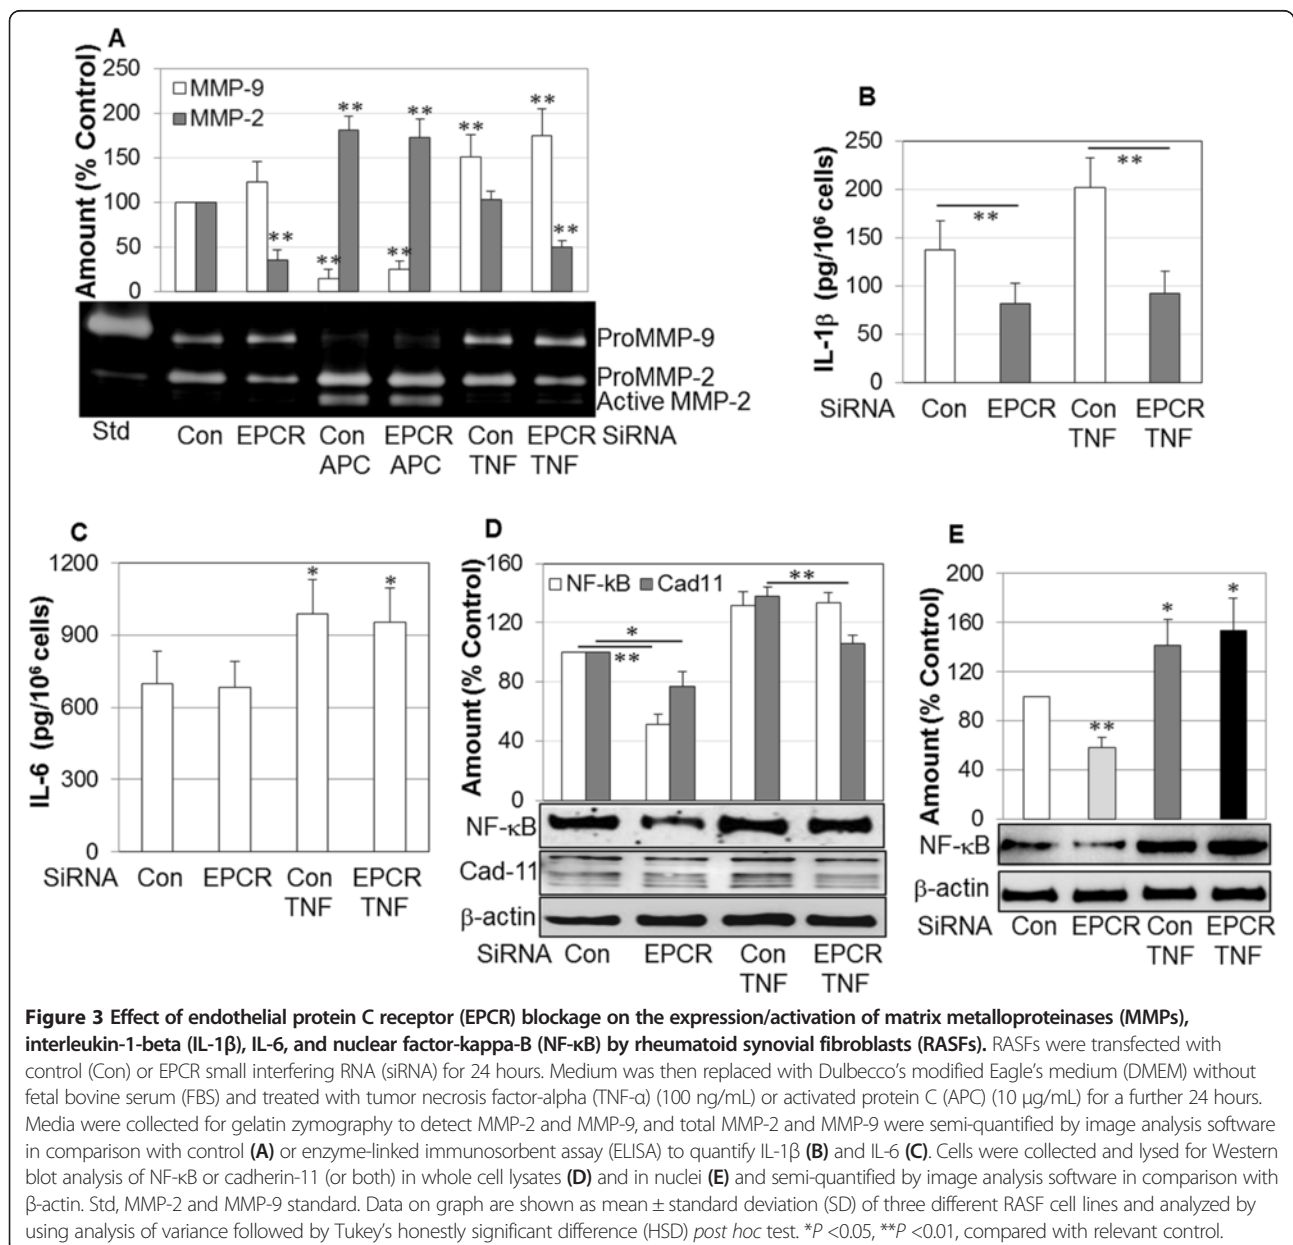 A
250
200
150
100
50
0
Amount (% Control)
MMP-9
MMP-2
**
**
**
**
**
**
**
**
ProMMP-9
ProMMP-2
Active MMP-2
Std
Con EPCR Con EPCR Con EPCR SiRNA
APC APC TNF TNF
B
250
200
150
100
50
0
IL-1β (pg/10⁶ cells)
**
**
SiRNA Con EPCR Con EPCR
TNF TNF
C
1200
900
600
300
0
IL-6 (pg/10⁶ cells)
*
*
SiRNA Con EPCR Con EPCR
TNF TNF
D
160
120
80
40
0
Amount (% Control)
NF-kB Cad11
**
*
**
NF-κB
Cad-11
β-actin
SiRNA Con EPCR Con EPCR
TNF TNF
E
200
160
120
80
40
0
Amount (% Control)
**
*
*
NF-κB
β-actin
SiRNA Con EPCR Con EPCR
TNF TNF
Figure 3 Effect of endothelial protein C receptor (EPCR) blockage on the expression/activation of matrix metalloproteinases (MMPs),
interleukin-1-beta (IL-1β), IL-6, and nuclear factor-kappa-B (NF-κB) by rheumatoid synovial fibroblasts (RASFs). RASFs were transfected with
control (Con) or EPCR small interfering RNA (siRNA) for 24 hours. Medium was then replaced with Dulbecco's modified Eagle's medium (DMEM) without
fetal bovine serum (FBS) and treated with tumor necrosis factor-alpha (TNF-α) (100 ng/mL) or activated protein C (APC) (10 μg/mL) for a further 24 hours.
Media were collected for gelatin zymography to detect MMP-2 and MMP-9, and total MMP-2 and MMP-9 were semi-quantified by image analysis software
in comparison with control (A) or enzyme-linked immunosorbent assay (ELISA) to quantify IL-1β (B) and IL-6 (C). Cells were collected and lysed for Western
blot analysis of NF-κB or cadherin-11 (or both) in whole cell lysates (D) and in nuclei (E) and semi-quantified by image analysis software in comparison with
β-actin. Std, MMP-2 and MMP-9 standard. Data on graph are shown as mean ± standard deviation (SD) of three different RASF cell lines and analyzed by
using analysis of variance followed by Tukey's honestly significant difference (HSD) post hoc test. *P <0.05, **P <0.01, compared with relevant control.